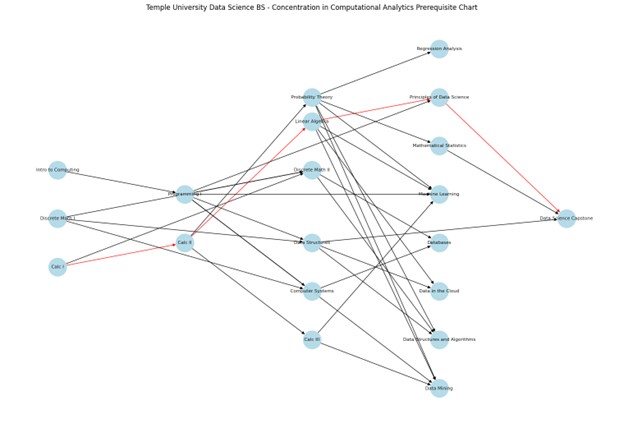 Temple University Data Science BS - Concentration in Computational Analytics Prerequisite Chart
Regression Analysis
Probability Theory
Principles of Data Science
Linear Algebra
Mathematical Statistics
Intro to Computing
Discrete Math II
Programming I
Machine Learning
Discrete Math I
Data Science Capstone
Calc II
Data Structures
Databases
Calc I
Computer Systems
Data in the Cloud
Calc III
Data Structures and Algorithms
Data Mining